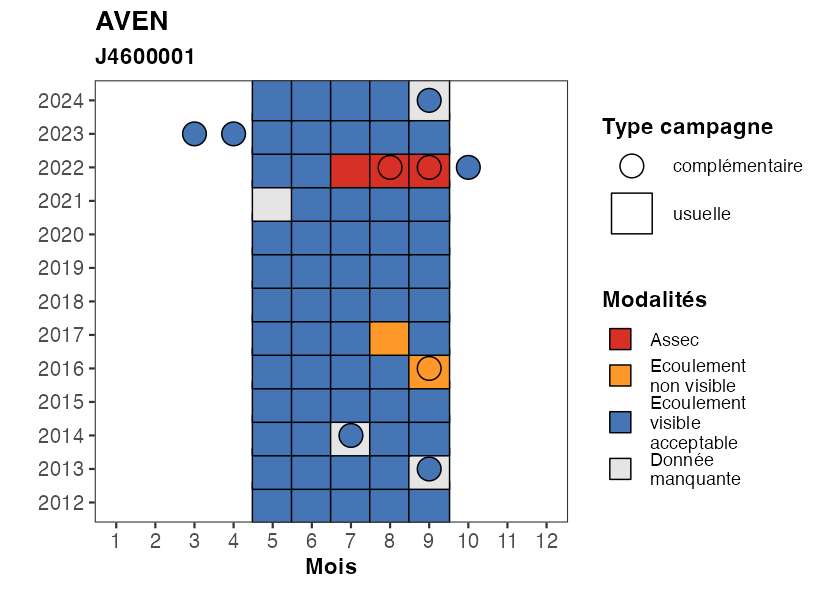 AVEN
J4600001
2024
2023
2022
2021
2020
2019
2018
2017
2016
2015
2014
2013
2012
1 2 3 4 5 6 7 8 9 10 11 12
Mois
Type campagne
complémentaire
usuelle
Modalités
Assec
Ecoulement
non visible
Ecoulement
visible
acceptable
Donnée
manquante